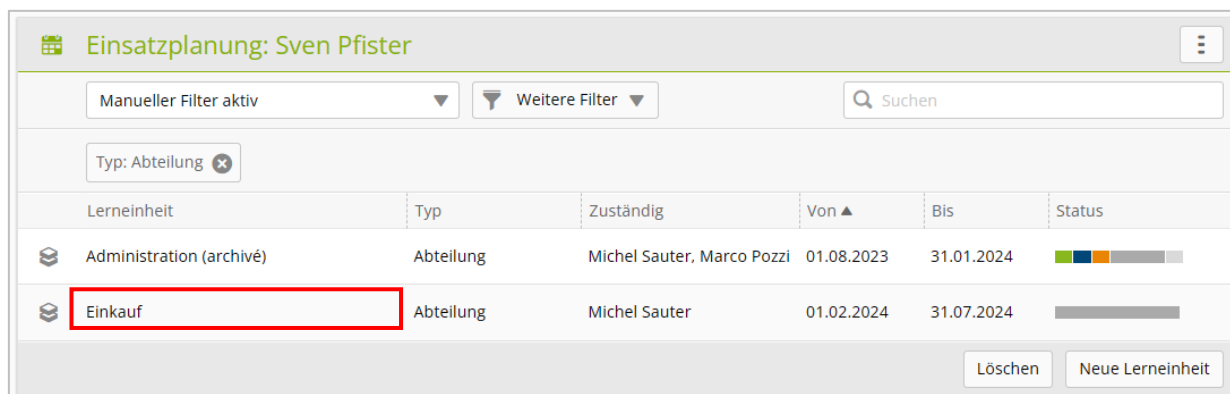 Einsatzplanung: Sven Pfister
Manueller Filter aktiv Weitere Filter Suchen
Typ: Abteilung
Lerneinheit Typ Zuständig Von Bis Status
Administration (archivé) Abteilung Michel Sauter, Marco Pozzi 01.08.2023 31.01.2024
Einkauf Abteilung Michel Sauter 01.02.2024 31.07.2024
Löschen Neue Lerneinheit